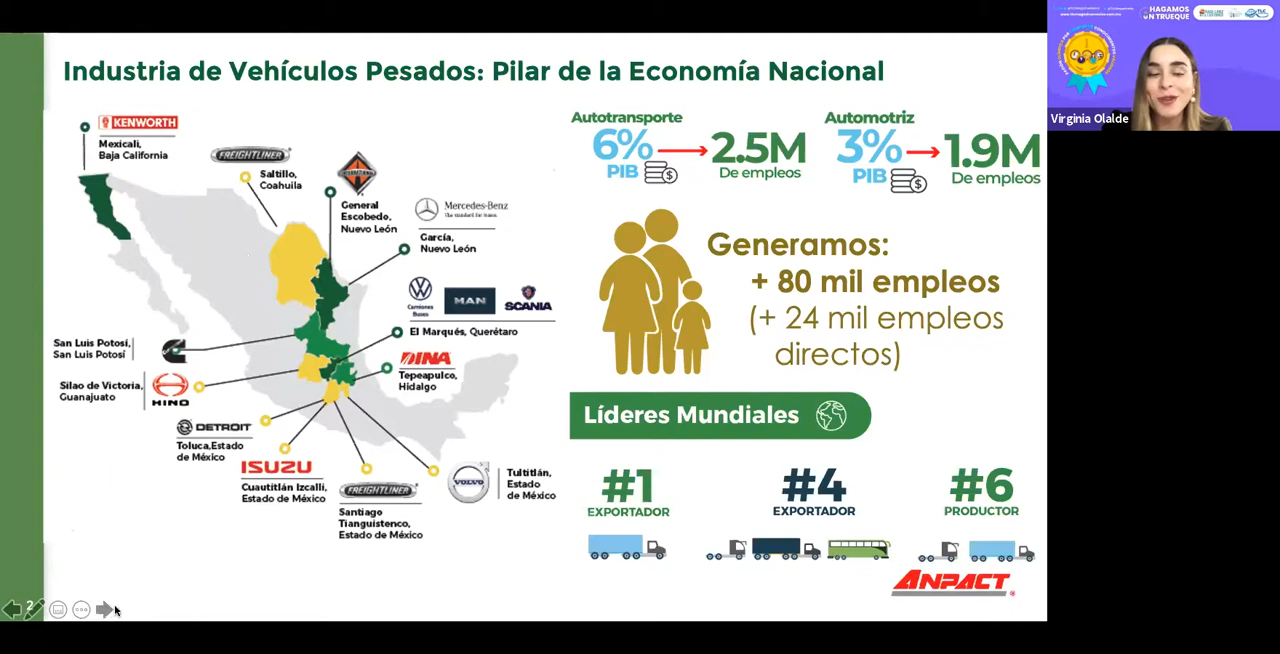 Industria de Vehículos Pesados: Pilar de la Economía Nacional
KENWORTH
Mexicali,
Baja California
FREIGHTLINER
Saltillo,
Coahuila
INTERNATIONAL
General
Escobedo,
Nuevo León
Mercedes-Benz
García,
Nuevo León
Camiones
Buses
MAN
SCANIA
El Marqués, Querétaro
San Luis Potosí,
San Luis Potosí
DINA
Tepeapulco,
Hidalgo
Silao de Victoria,
Guanajuato
HINO
DETROIT
Toluca,Estado
de México
ISUZU
Cuautitlán Izcalli,
Estado de México
FREIGHTLINER
Santiago
Tianguistenco,
Estado de México
VOLVO
Tultitlán,
Estado
de México
Autotransporte
6%
PIB
2.5M
De empleos
Automotriz
3%
PIB
1.9M
De empleos
Generamos:
+ 80 mil empleos
(+ 24 mil empleos
directos)
Líderes Mundiales
#1
EXPORTADOR
#4
EXPORTADOR
#6
PRODUCTOR
ANPACT
2
HAGAMOS
UN TRUEQUE
Virginia Olalde